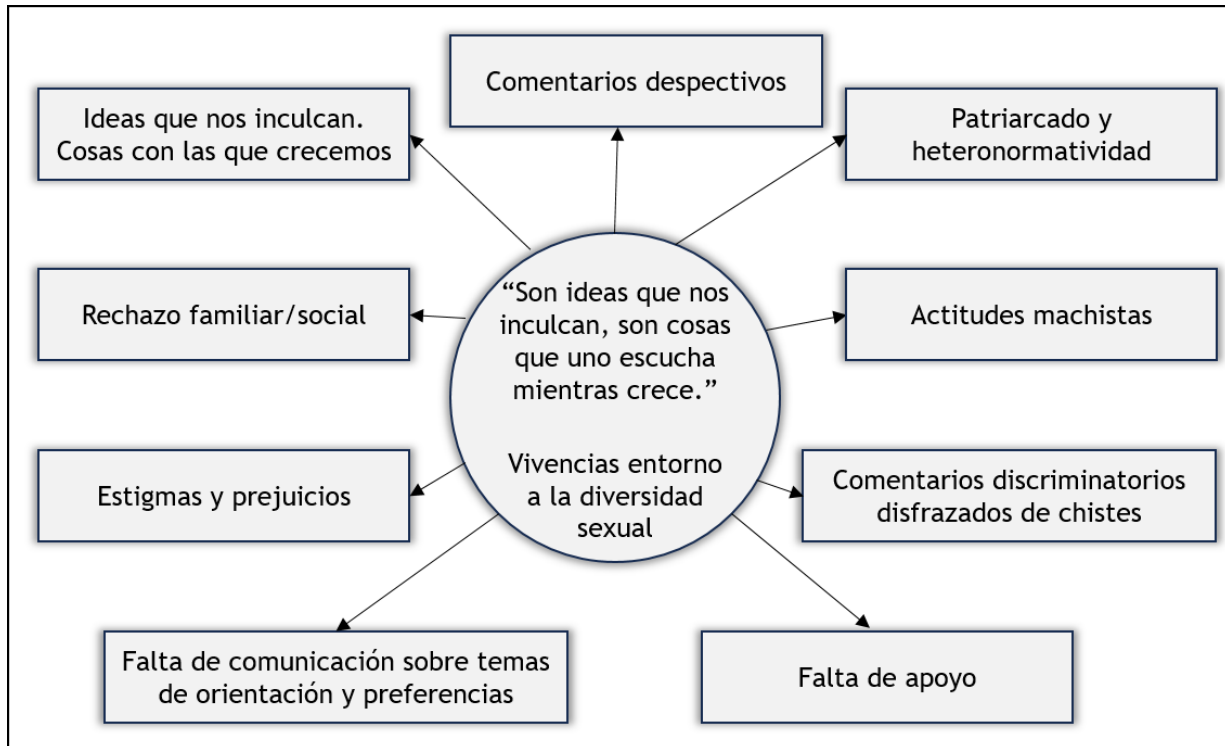 Comentarios despectivos
Ideas que nos inculcan.
Cosas con las que crecemos
Patriarcado y
heteronormatividad
Rechazo familiar/social
“Son ideas que nos
inculcan, son cosas
que uno escucha
mientras crece.”
Vivencias entorno
a la diversidad
sexual
Actitudes machistas
Estigmas y prejuicios
Comentarios discriminatorios
disfrazados de chistes
Falta de comunicación sobre temas
de orientación y preferencias
Falta de apoyo